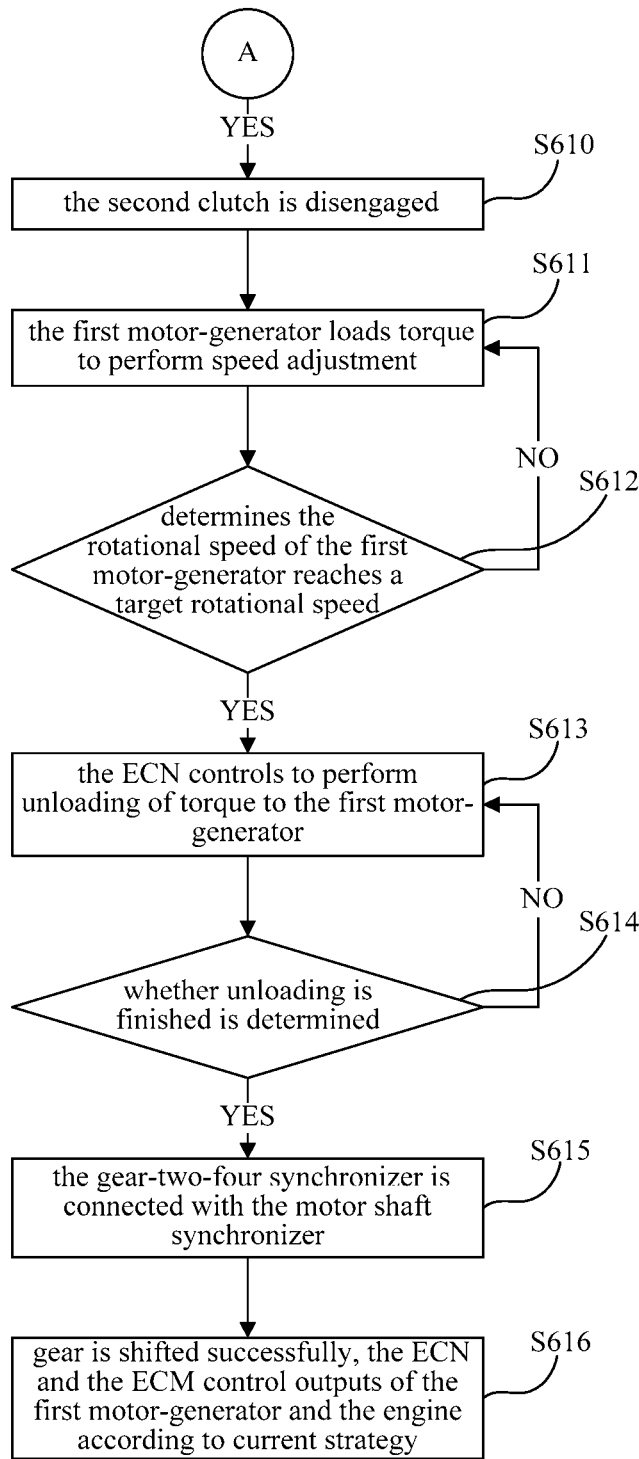 A
YES
S610
the second clutch is disengaged
S611
the first motor-generator loads torque
to perform speed adjustment
NO
S612
determines the
rotational speed of the first
motor-generator reaches a
target rotational speed
YES
S613
the ECN controls to perform
unloading of torque to the first motor-
generator
NO
S614
whether unloading is
finished is determined
YES
S615
the gear-two-four synchronizer is
connected with the motor shaft
synchronizer
S616
gear is shifted successfully, the ECN
and the ECM control outputs of the
first motor-generator and the engine
according to current strategy